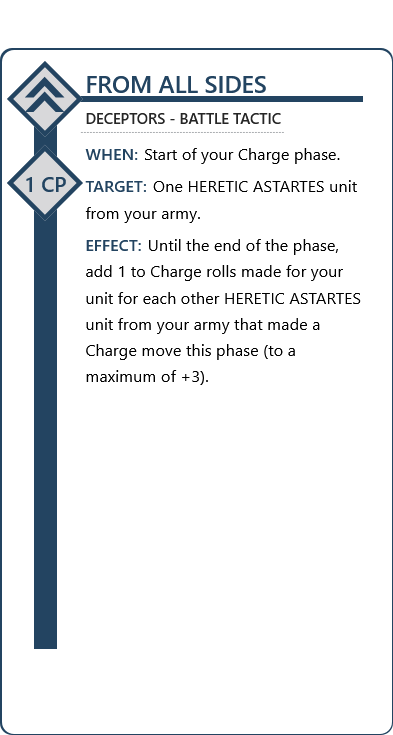 FROM ALL SIDES
DECEPTORS - BATTLE TACTIC
WHEN: Start of your Charge phase.
1 CP
TARGET: One HERETIC ASTARTES unit
from your army.
EFFECT: Until the end of the phase,
add 1 to Charge rolls made for your
unit for each other HERETIC ASTARTES
unit from your army that made a
Charge move this phase (to a
maximum of +3).